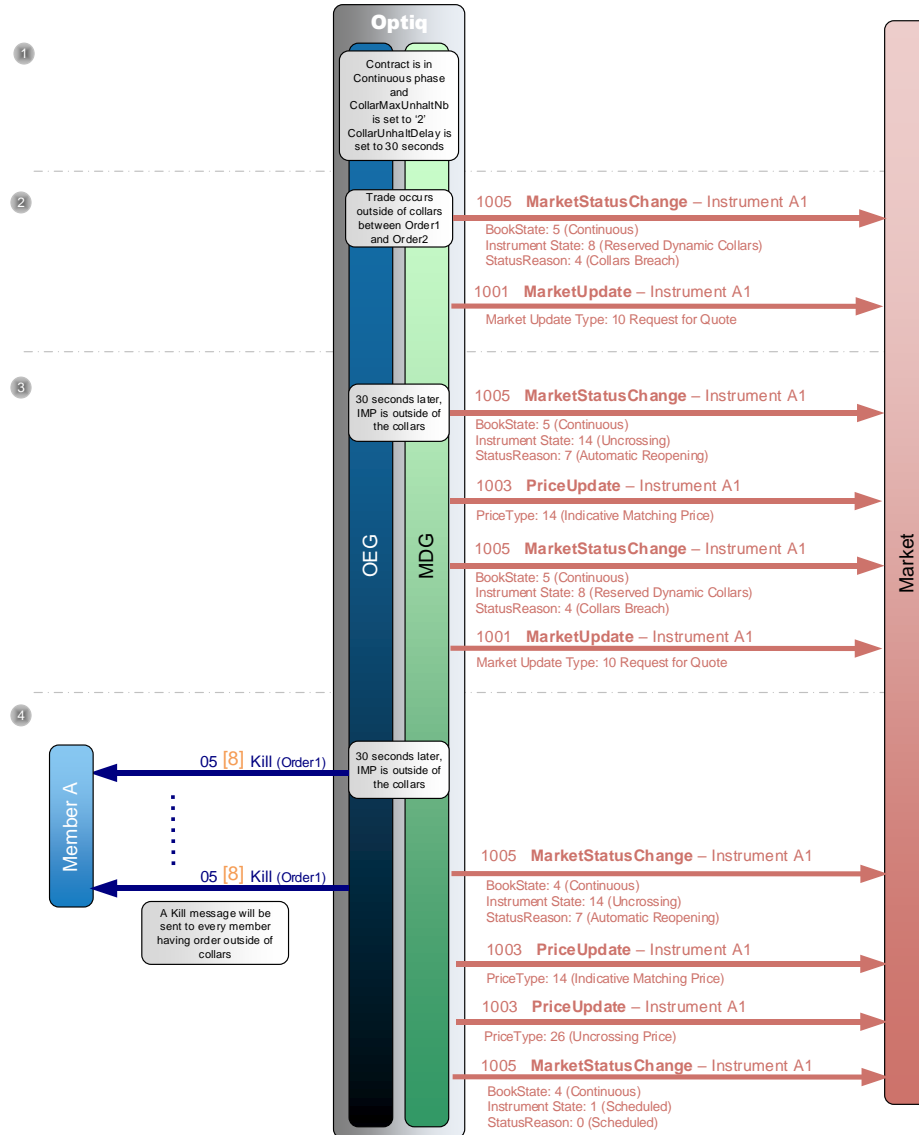 Optiq
1
Contract is in
Continuous phase
and
CollarMaxUnhaltNb
is set to ‘2’
CollarUnhaltDelay is
set to 30 seconds
2
Trade occurs
outside of collars
between Order1
and Order2
1005 MarketStatusChange – Instrument A1
BookState: 5 (Continuous)
Instrument State: 8 (Reserved Dynamic Collars)
StatusReason: 4 (Collars Breach)
1001 MarketUpdate – Instrument A1
Market Update Type: 10 Request for Quote
3
30 seconds later,
IMP is outside of
the collars
1005 MarketStatusChange – Instrument A1
BookState: 5 (Continuous)
Instrument State: 14 (Uncrossing)
StatusReason: 7 (Automatic Reopening)
1003 PriceUpdate – Instrument A1
PriceType: 14 (Indicative Matching Price)
OEG
MDG
Market
1005 MarketStatusChange – Instrument A1
BookState: 5 (Continuous)
Instrument State: 8 (Reserved Dynamic Collars)
StatusReason: 4 (Collars Breach)
1001 MarketUpdate – Instrument A1
Market Update Type: 10 Request for Quote
4
Member A
05 [8] Kill (Order1)
30 seconds later,
IMP is outside of
the collars
05 [8] Kill (Order1)
A Kill message will be
sent to every member
having order outside of
collars
1005 MarketStatusChange – Instrument A1
BookState: 4 (Continuous)
Instrument State: 14 (Uncrossing)
StatusReason: 7 (Automatic Reopening)
1003 PriceUpdate – Instrument A1
PriceType: 14 (Indicative Matching Price)
1003 PriceUpdate – Instrument A1
PriceType: 26 (Uncrossing Price)
1005 MarketStatusChange – Instrument A1
BookState: 4 (Continuous)
Instrument State: 1 (Scheduled)
StatusReason: 0 (Scheduled)